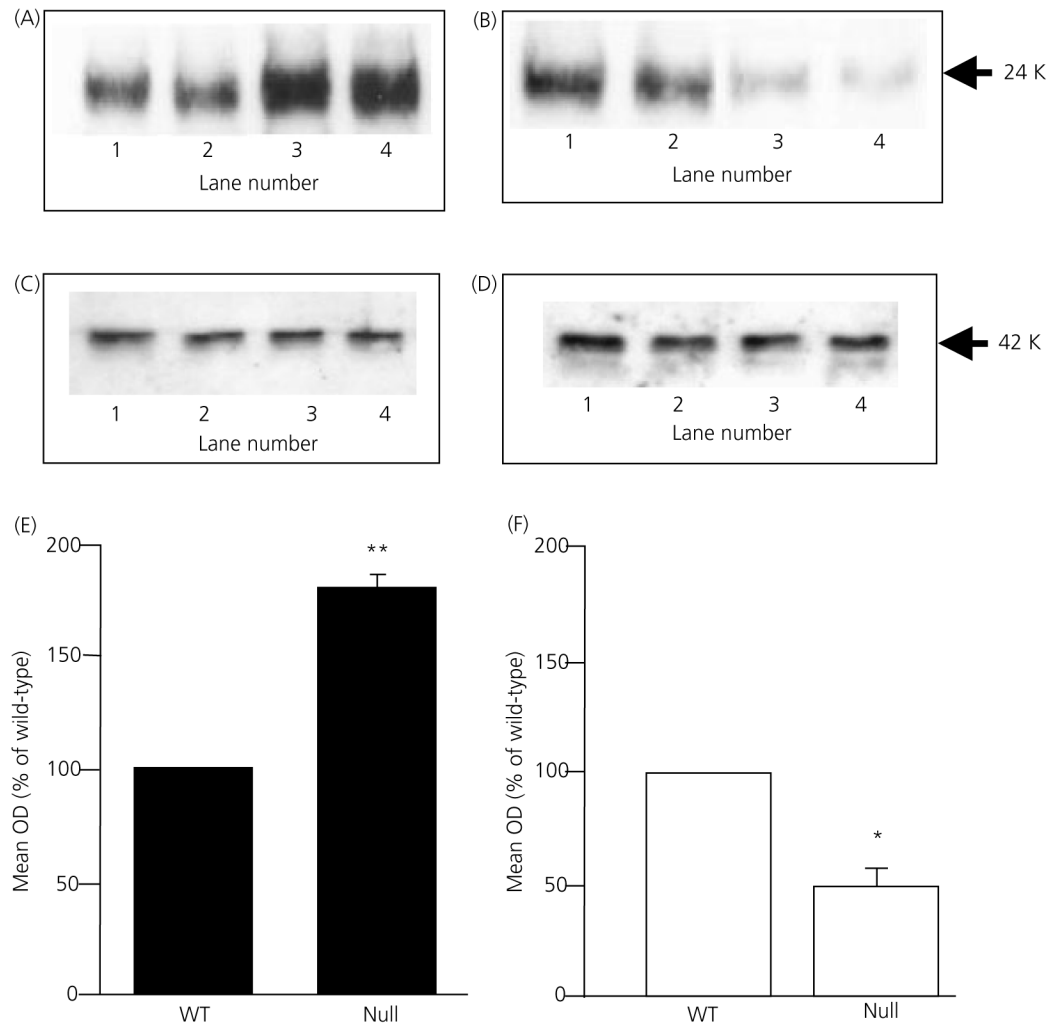 (A)
1 2 3 4
Lane number
(B)
24 K
1 2 3 4
Lane number
(C)
1 2 3 4
Lane number
(D)
42 K
1 2 3 4
Lane number
(E)
200
**
150
100
50
0
Mean OD (% of wild-type)
WT Null
(F)
200
150
100
*
50
0
Mean OD (% of wild-type)
WT Null